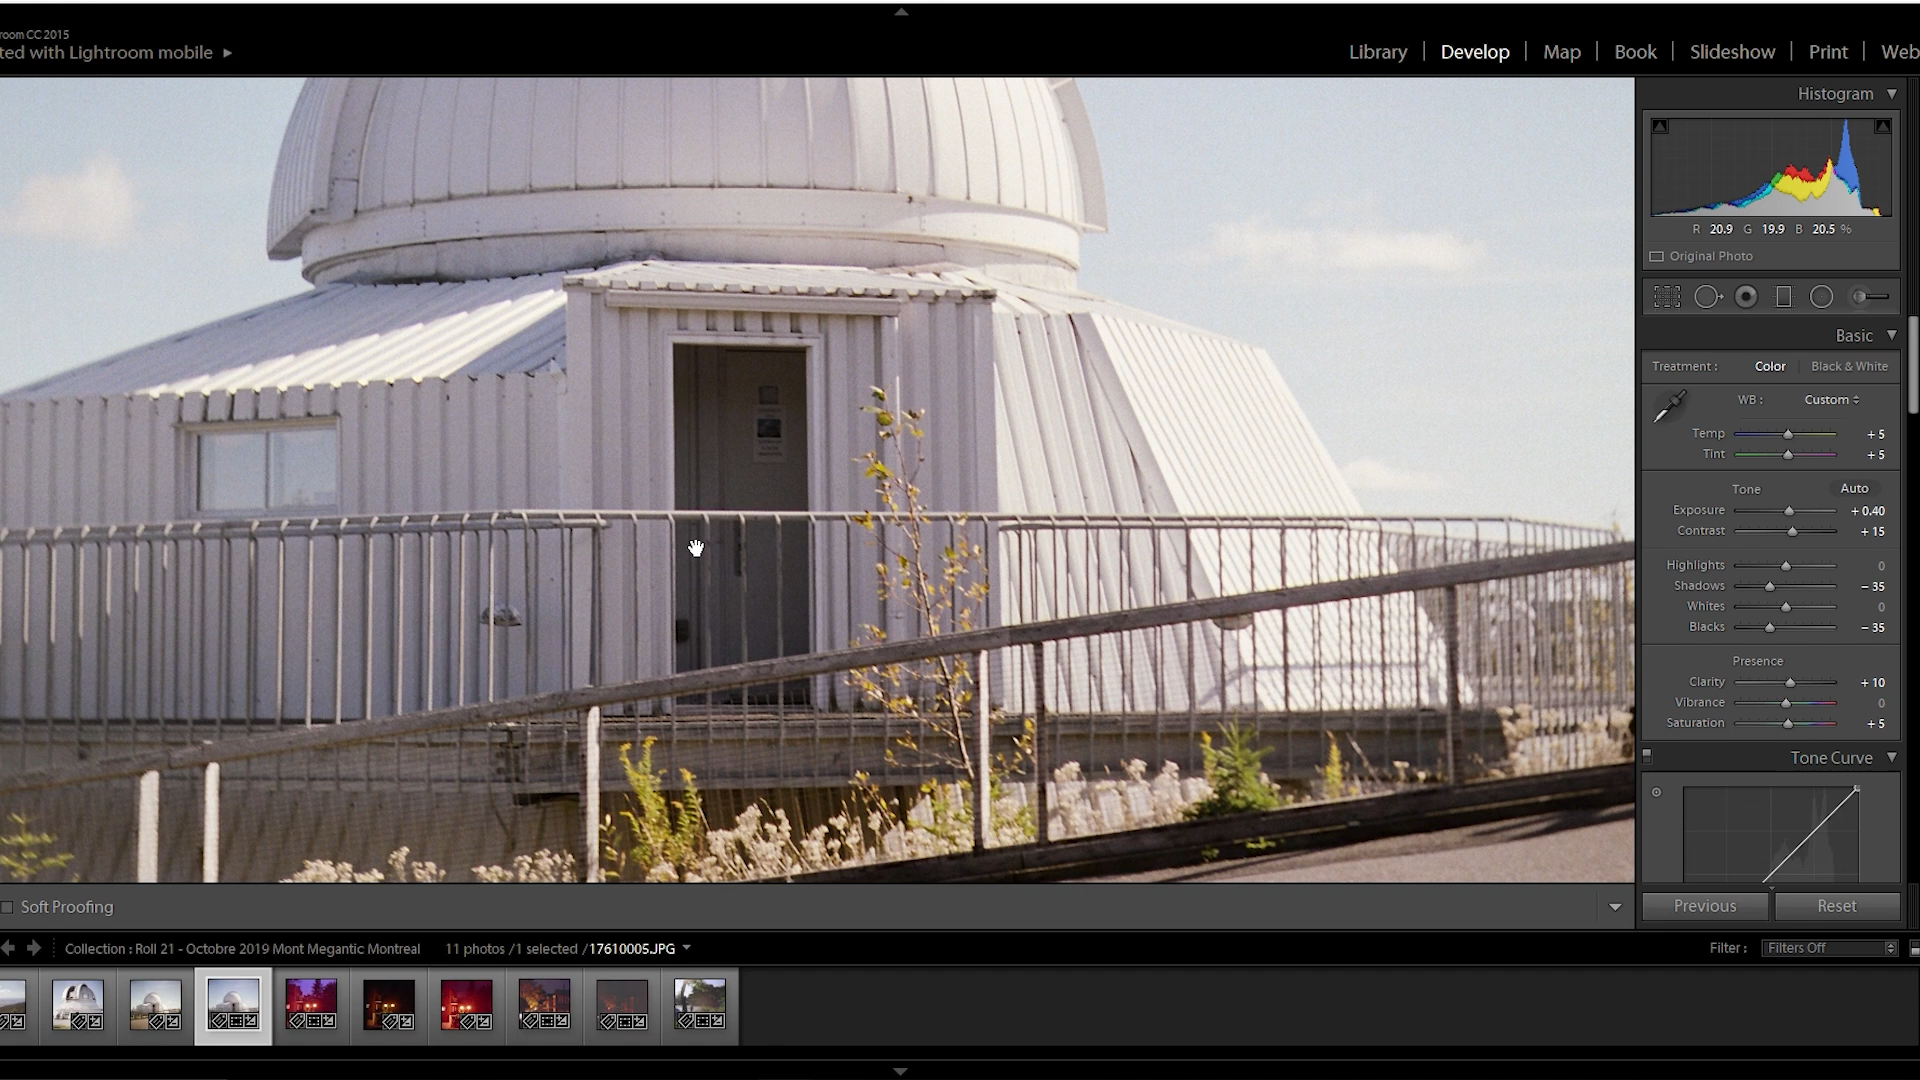 room CC 2015
ted with Lightroom mobile
Library Develop Map Book Slideshow Print Web
Histogram
R 20.9 G 19.9 B 20.5 %
Original Photo
Basic
Treatment : Color Black & White
WB : Custom
Temp + 5
Tint + 5
Tone Auto
Exposure + 0.40
Contrast + 15
Highlights 0
Shadows – 35
Whites 0
Blacks – 35
Presence
Clarity + 10
Vibrance 0
Saturation + 5
Tone Curve
Previous Reset
Soft Proofing
Collection : Roll 21 - Octobre 2019 Mont Megantic Montreal 11 photos / 1 selected / 17610005.JPG
Filter : Filters Off